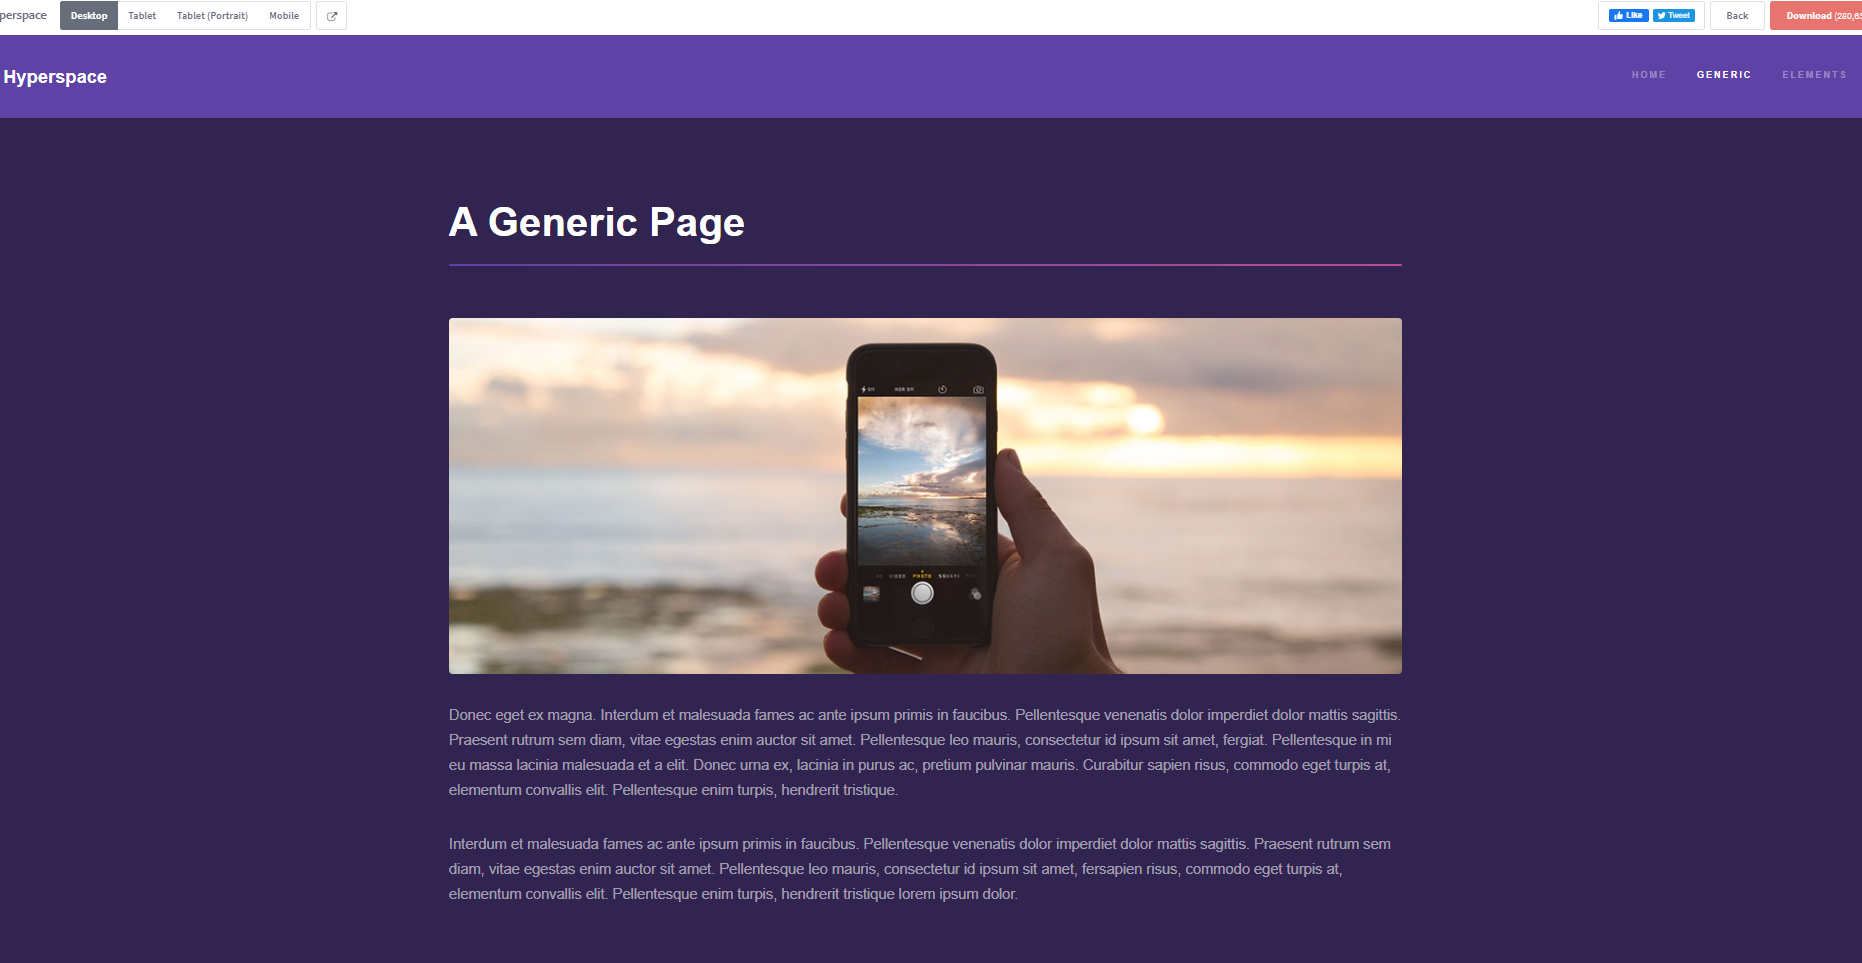 perspace Desktop Tablet Tablet (Portrait) Mobile Like Tweet Back Download (280,6
Hyperspace HOME GENERIC ELEMENTS
A Generic Page
HDR Off
VIDEO PHOTO SQUARE
Donec eget ex magna. Interdum et malesuada fames ac ante ipsum primis in faucibus. Pellentesque venenatis dolor imperdiet dolor mattis sagittis.
Praesent rutrum sem diam, vitae egestas enim auctor sit amet. Pellentesque leo mauris, consectetur id ipsum sit amet, fergiat. Pellentesque in mi
eu massa lacinia malesuada et a elit. Donec urna ex, lacinia in purus ac, pretium pulvinar mauris. Curabitur sapien risus, commodo eget turpis at,
elementum convallis elit. Pellentesque enim turpis, hendrerit tristique.
Interdum et malesuada fames ac ante ipsum primis in faucibus. Pellentesque venenatis dolor imperdiet dolor mattis sagittis. Praesent rutrum sem
diam, vitae egestas enim auctor sit amet. Pellentesque leo mauris, consectetur id ipsum sit amet, fersapien risus, commodo eget turpis at,
elementum convallis elit. Pellentesque enim turpis, hendrerit tristique lorem ipsum dolor.